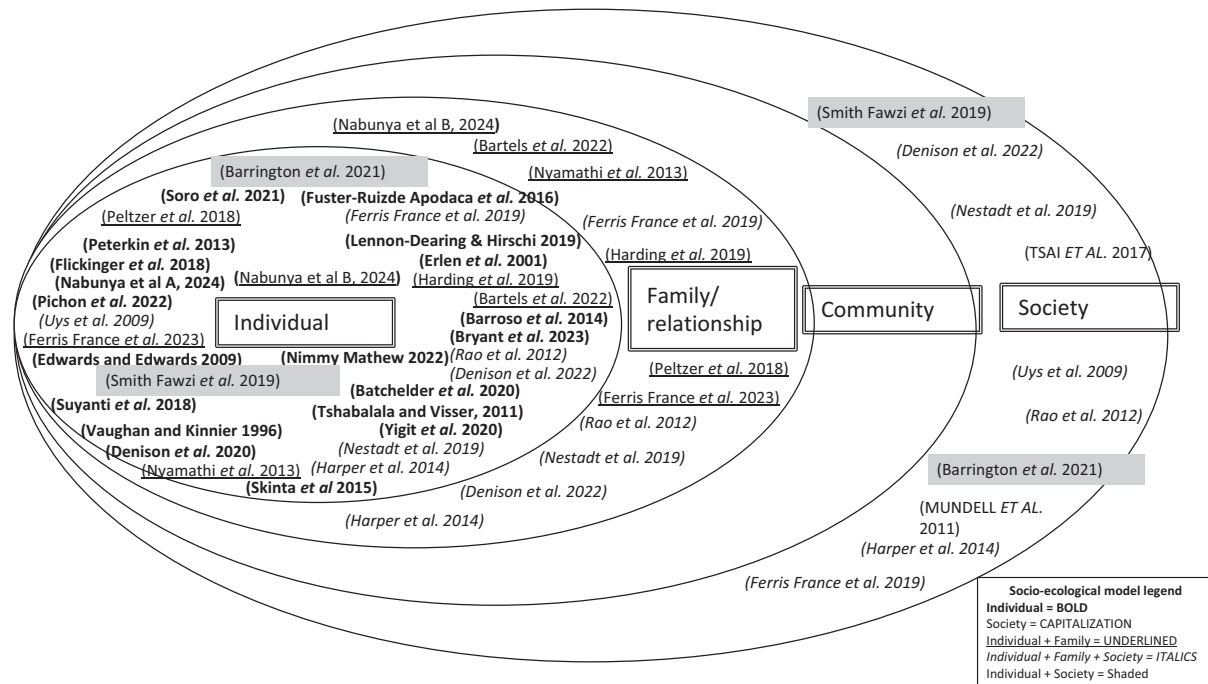 (Smith Fawzi et al. 2019)
(Denison et al. 2022)
(Nabunya et al B, 2024)
(Bartels et al. 2022)
(Nyamathi et al. 2013)
(Barrington et al. 2021)
(Soro et al. 2021)
(Fuster-Ruizde Apodaca et al. 2016)
(Peltzer et al. 2018)
(Ferris France et al. 2019)
(Ferris France et al. 2019)
(Nestadt et al. 2019)
(Peterkin et al. 2013)
(Lennon-Dearing & Hirschi 2019)
(Harding et al. 2019)
(TSAI ET AL. 2017)
(Flickinger et al. 2018)
(Erlen et al. 2001)
(Nabunya et al A, 2024)
(Nabunya et al B, 2024)
(Harding et al. 2019)
(Pichon et al. 2022)
(Bartels et al. 2022)
(Uys et al. 2009)
Individual
(Barroso et al. 2014)
Family/
relationship
Community
Society
(Ferris France et al. 2023)
(Bryant et al. 2023)
(Edwards and Edwards 2009)
(Nimmy Mathew 2022)
(Rao et al. 2012)
(Smith Fawzi et al. 2019)
(Denison et al. 2022)
(Peltzer et al. 2018)
(Uys et al. 2009)
(Suyanti et al. 2018)
(Batchelder et al. 2020)
(Ferris France et al. 2023)
(Tshabalala and Visser, 2011)
(Rao et al. 2012)
(Rao et al. 2012)
(Vaughan and Kinnier 1996)
(Yigit et al. 2020)
(Denison et al. 2020)
(Nestadt et al. 2019)
(Nestadt et al. 2019)
(Nyamathi et al. 2013)
(Harper et al. 2014)
(Barrington et al. 2021)
(Skinta et al 2015)
(Denison et al. 2022)
(Harper et al. 2014)
(MUNDELL ET AL.
2011)
(Harper et al. 2014)
(Ferris France et al. 2019)
Socio-ecological model legend
Individual = BOLD
Society = CAPITALIZATION
Individual + Family = UNDERLINED
Individual + Family + Society = ITALICS
Individual + Society = Shaded